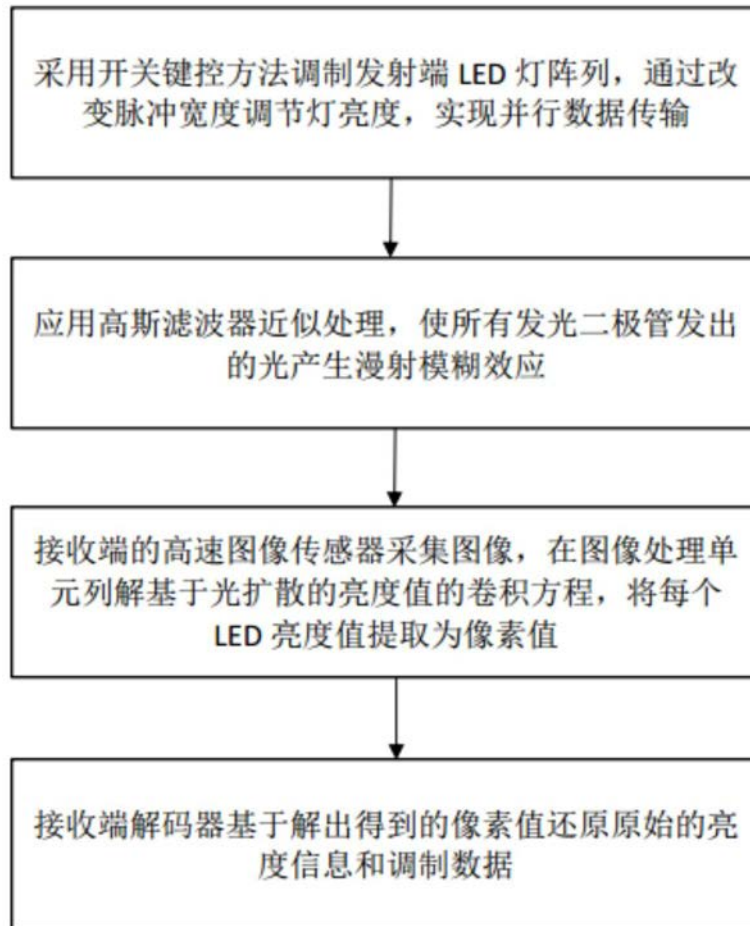 采用开关键控方法调制发射端 LED 灯阵列，通过改
变脉冲宽度调节灯亮度，实现并行数据传输
应用高斯滤波器近似处理，使所有发光二极管发出
的光产生漫射模糊效应
接收端的高速图像传感器采集图像，在图像处理单
元列解基于光扩散的亮度值的卷积方程，将每个
LED 亮度值提取为像素值
接收端解码器基于解出得到的像素值还原原始的亮
度信息和调制数据